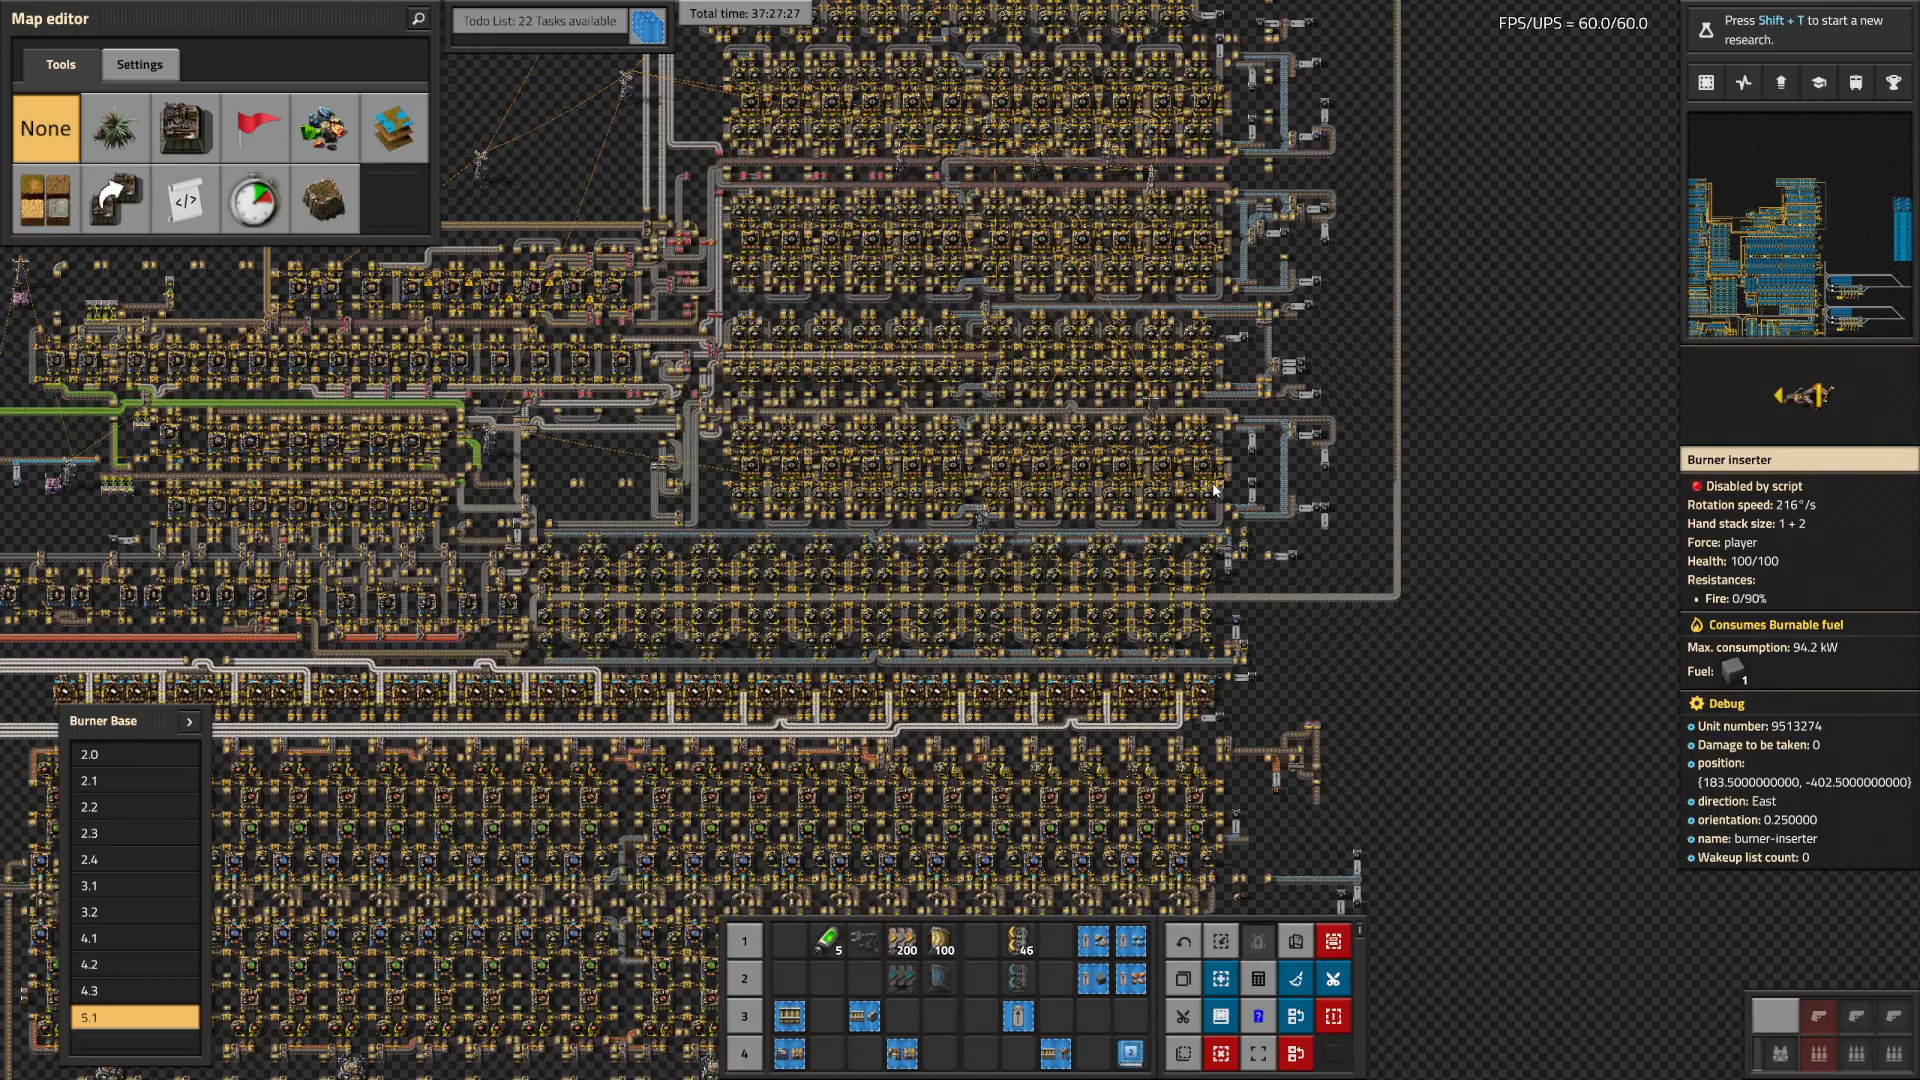 Map editor
Tools
Settings
None
Todo List: 22 Tasks available
Total time: 37:27:27
FPS/UPS = 60.0/60.0
Press Shift + T to start a new
research.
Burner inserter
Disabled by script
Rotation speed: 216°/s
Hand stack size: 1 + 2
Force: player
Health: 100/100
Resistances:
• Fire: 0/90%
Consumes Burnable fuel
Max. consumption: 94.2 kW
Fuel:
1
Debug
Unit number: 9513274
Damage to be taken: 0
position:
{183.5000000000, -402.5000000000}
direction: East
orientation: 0.250000
name: burner-inserter
Wakeup list count: 0
Burner Base
2.0
2.1
2.2
2.3
2.4
3.1
3.2
4.1
4.2
4.3
5.1
1
5
200
100
46
2
3
?
4
2